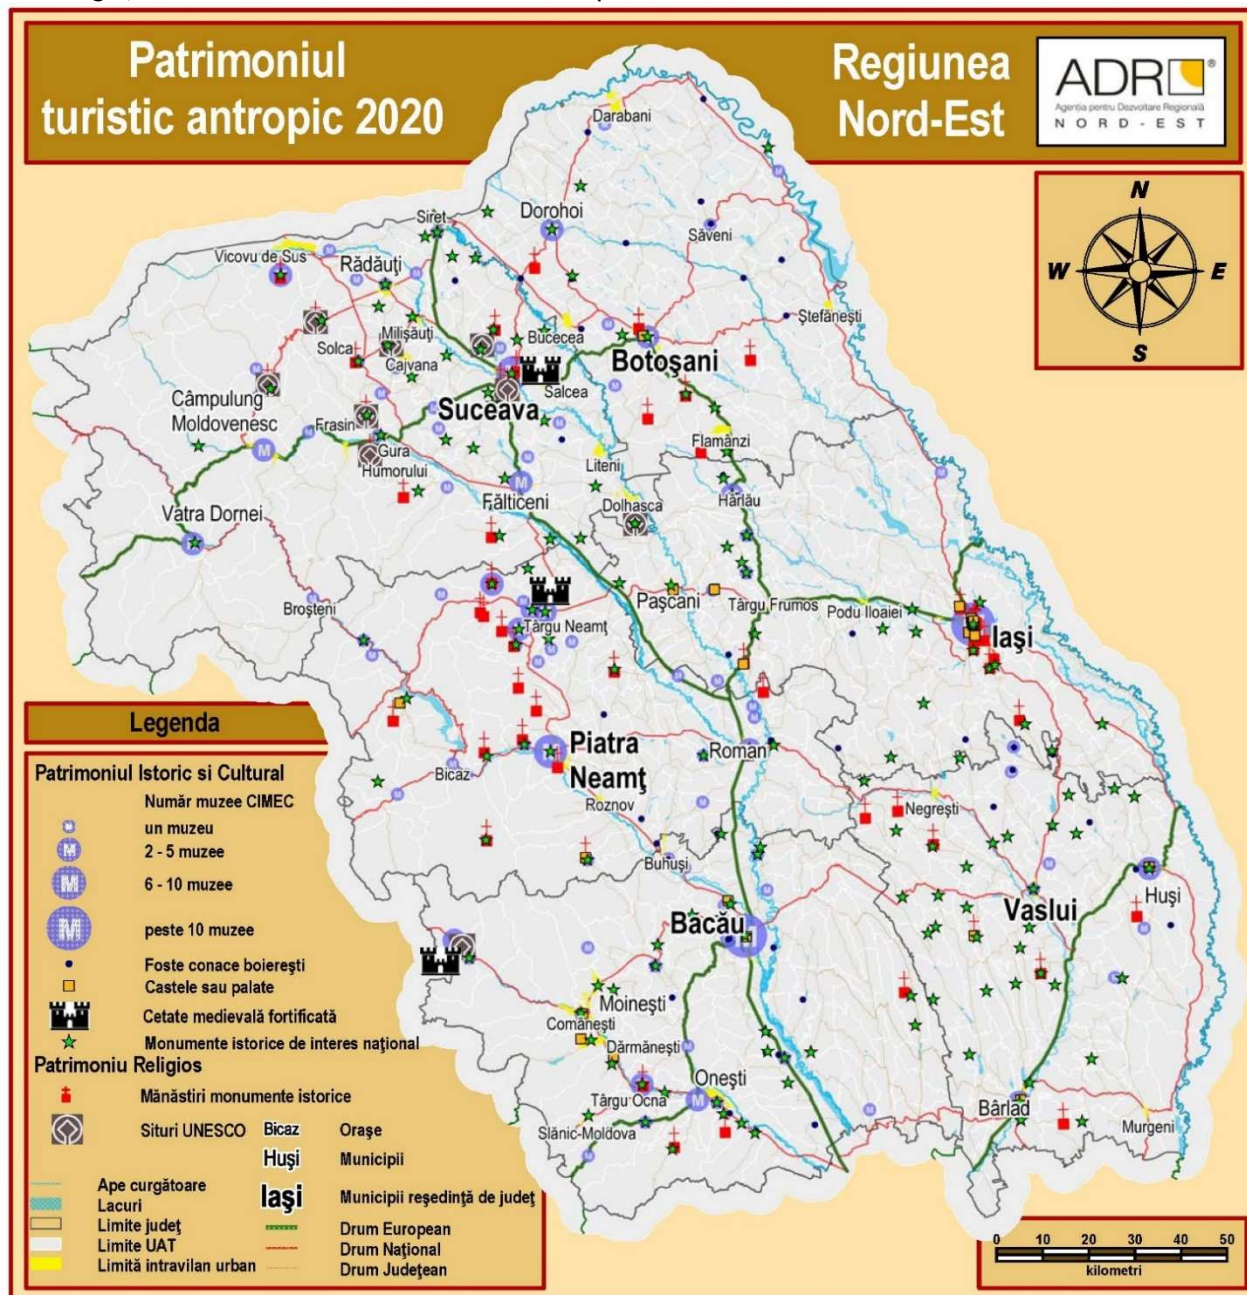 Patrimoniul
turistic antropic 2020
Regiunea
Nord-Est
ADR
®
Agenția pentru Dezvoltare Regională
NORD-EST
N
W
E
S
Darabani
Siret
Dorohoi
Săveni
Vicovu de Sus
Rădăuți
Ștefănești
Milișăuți
Bucecea
Solca
Cajvana
Botoșani
Salcea
Câmpulung
Moldovenesc
Suceava
Frasin
Gura
Humorului
Flamânzi
Liteni
Fălticeni
Hârlău
Dolhasca
Vatra Dornei
Broșteni
Pașcani
Târgu Frumos
Podu Iloaiei
Târgu Neamț
Iași
Piatra
Neamț
Roman
Bicaz
Roznov
Negrești
Buhuși
Huși
Vaslui
Bacău
Moinești
Comănești
Dărmănești
Onești
Târgu Ocna
Slănic-Moldova
Bârlad
Murgeni
Legenda
Patrimoniul Istoric si Cultural
Număr muzee CIMEC
un muzeu
M 2 - 5 muzee
M 6 - 10 muzee
M peste 10 muzee
Foste conace boierești
Castele sau palate
Cetate medievală fortificată
Monumente istorice de interes național
Patrimoniu Religios
Mănăstiri monumente istorice
Situri UNESCO
Bicaz Orașe
Huși Municipii
Iași Municipii reședință de județ
Ape curgătoare
Lacuri
Limite județ
Limite UAT
Limită intravilan urban
Drum European
Drum Național
Drum Județean
0 10 20 30 40 50
kilometri